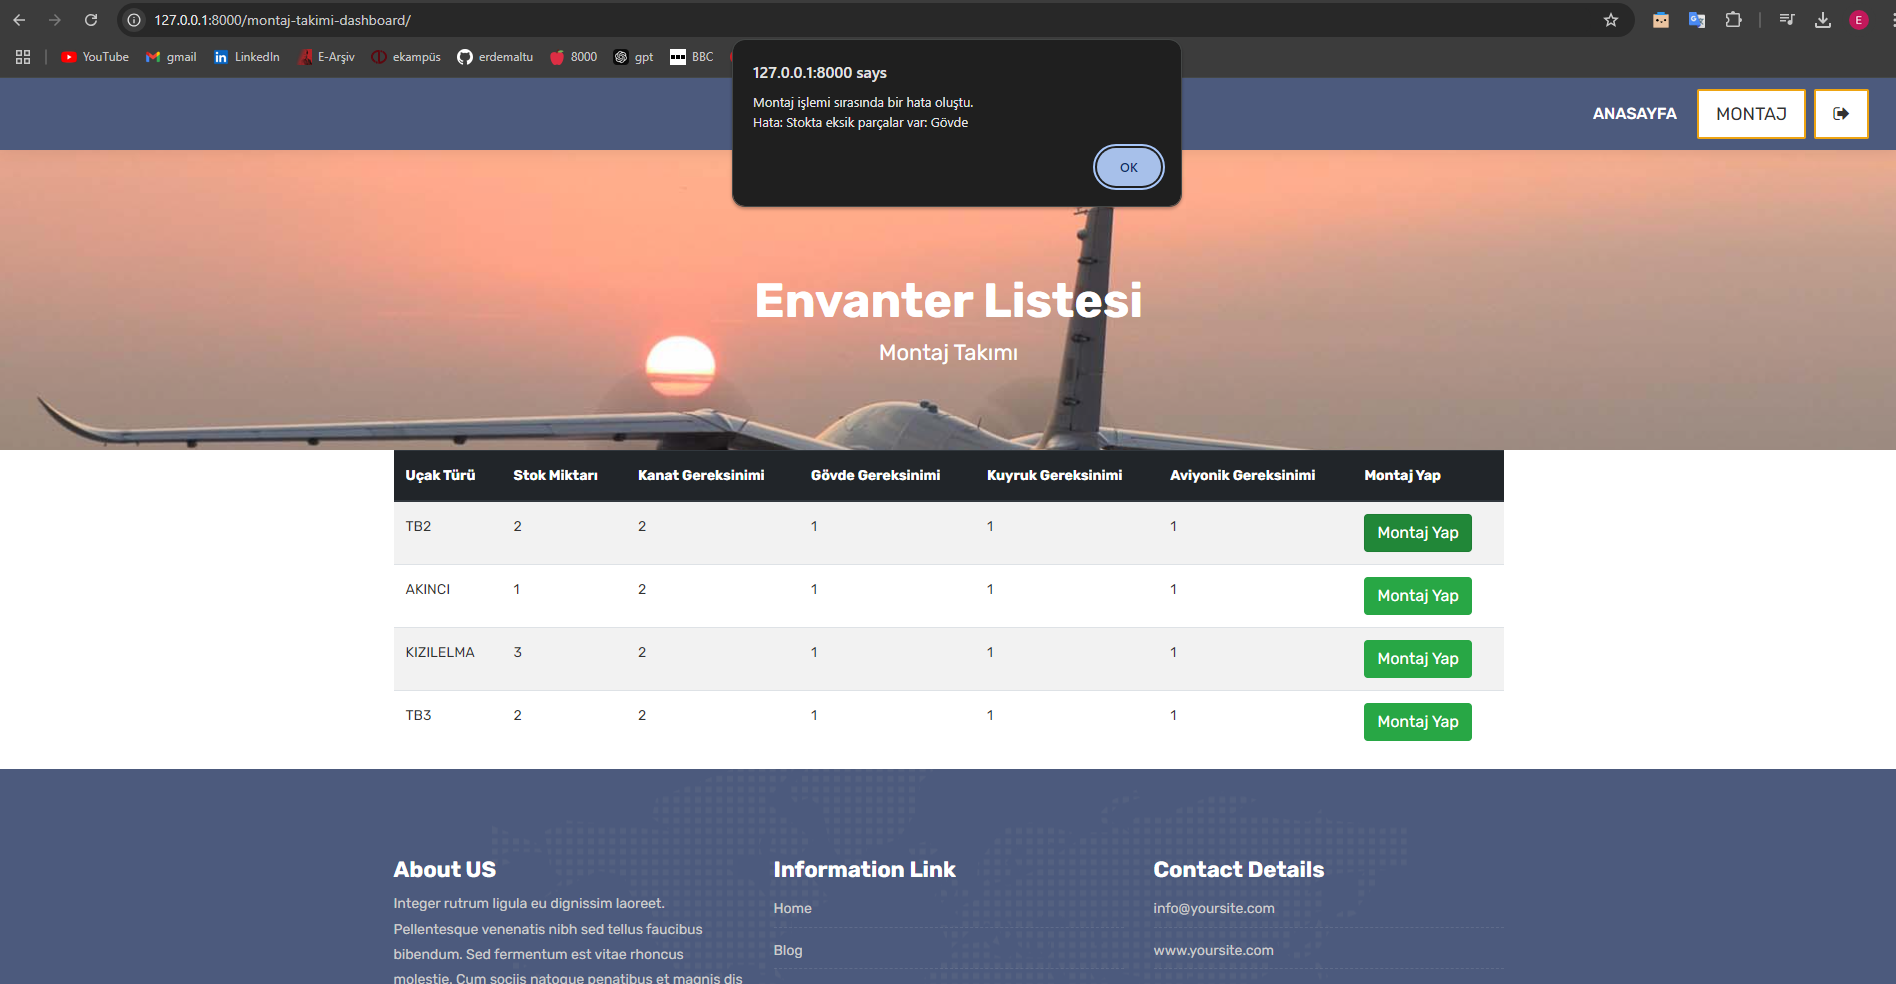 127.0.0.1:8000/montaj-takimi-dashboard/
E
YouTube
gmail
LinkedIn
E-Arşiv
ekampüs
erdemaltu
8000
gpt
BBC
127.0.0.1:8000 says
Montaj işlemi sırasında bir hata oluştu.
Hata: Stokta eksik parçalar var: Gövde
OK
ANASAYFA
MONTAJ
Envanter Listesi
Montaj Takımı
Uçak Türü Stok Miktarı Kanat Gereksinimi Gövde Gereksinimi Kuyruk Gereksinimi Aviyonik Gereksinimi Montaj Yap
TB2 2 2 1 1 1 Montaj Yap
AKINCI 1 2 1 1 1 Montaj Yap
KIZILELMA 3 2 1 1 1 Montaj Yap
TB3 2 2 1 1 1 Montaj Yap
About US
Integer rutrum ligula eu dignissim laoreet.
Pellentesque venenatis nibh sed tellus faucibus
bibendum. Sed fermentum est vitae rhoncus
molestie. Cum sociis natoque penatibus et magnis dis
Information Link
Home
Blog
Contact Details
info@yoursite.com
www.yoursite.com